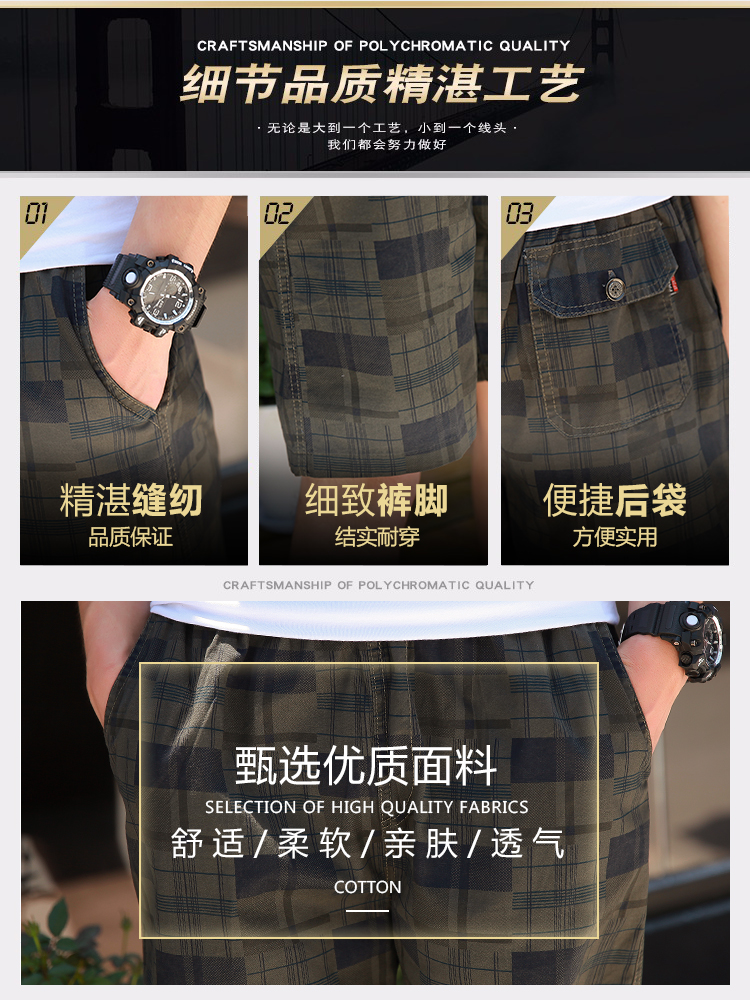 CRAFTSMANSHIP OF POLYCHROMATIC QUALITY
细节品质精湛工艺
·无论是大到一个工艺，小到一个线头·
我们都会努力做好
01
02
03
精湛缝纫
品质保证
细致裤脚
结实耐穿
便捷后袋
方便实用
CRAFTSMANSHIP OF POLYCHROMATIC QUALITY
甄选优质面料
SELECTION OF HIGH QUALITY FABRICS
舒适/柔软/亲肤/透气
COTTON